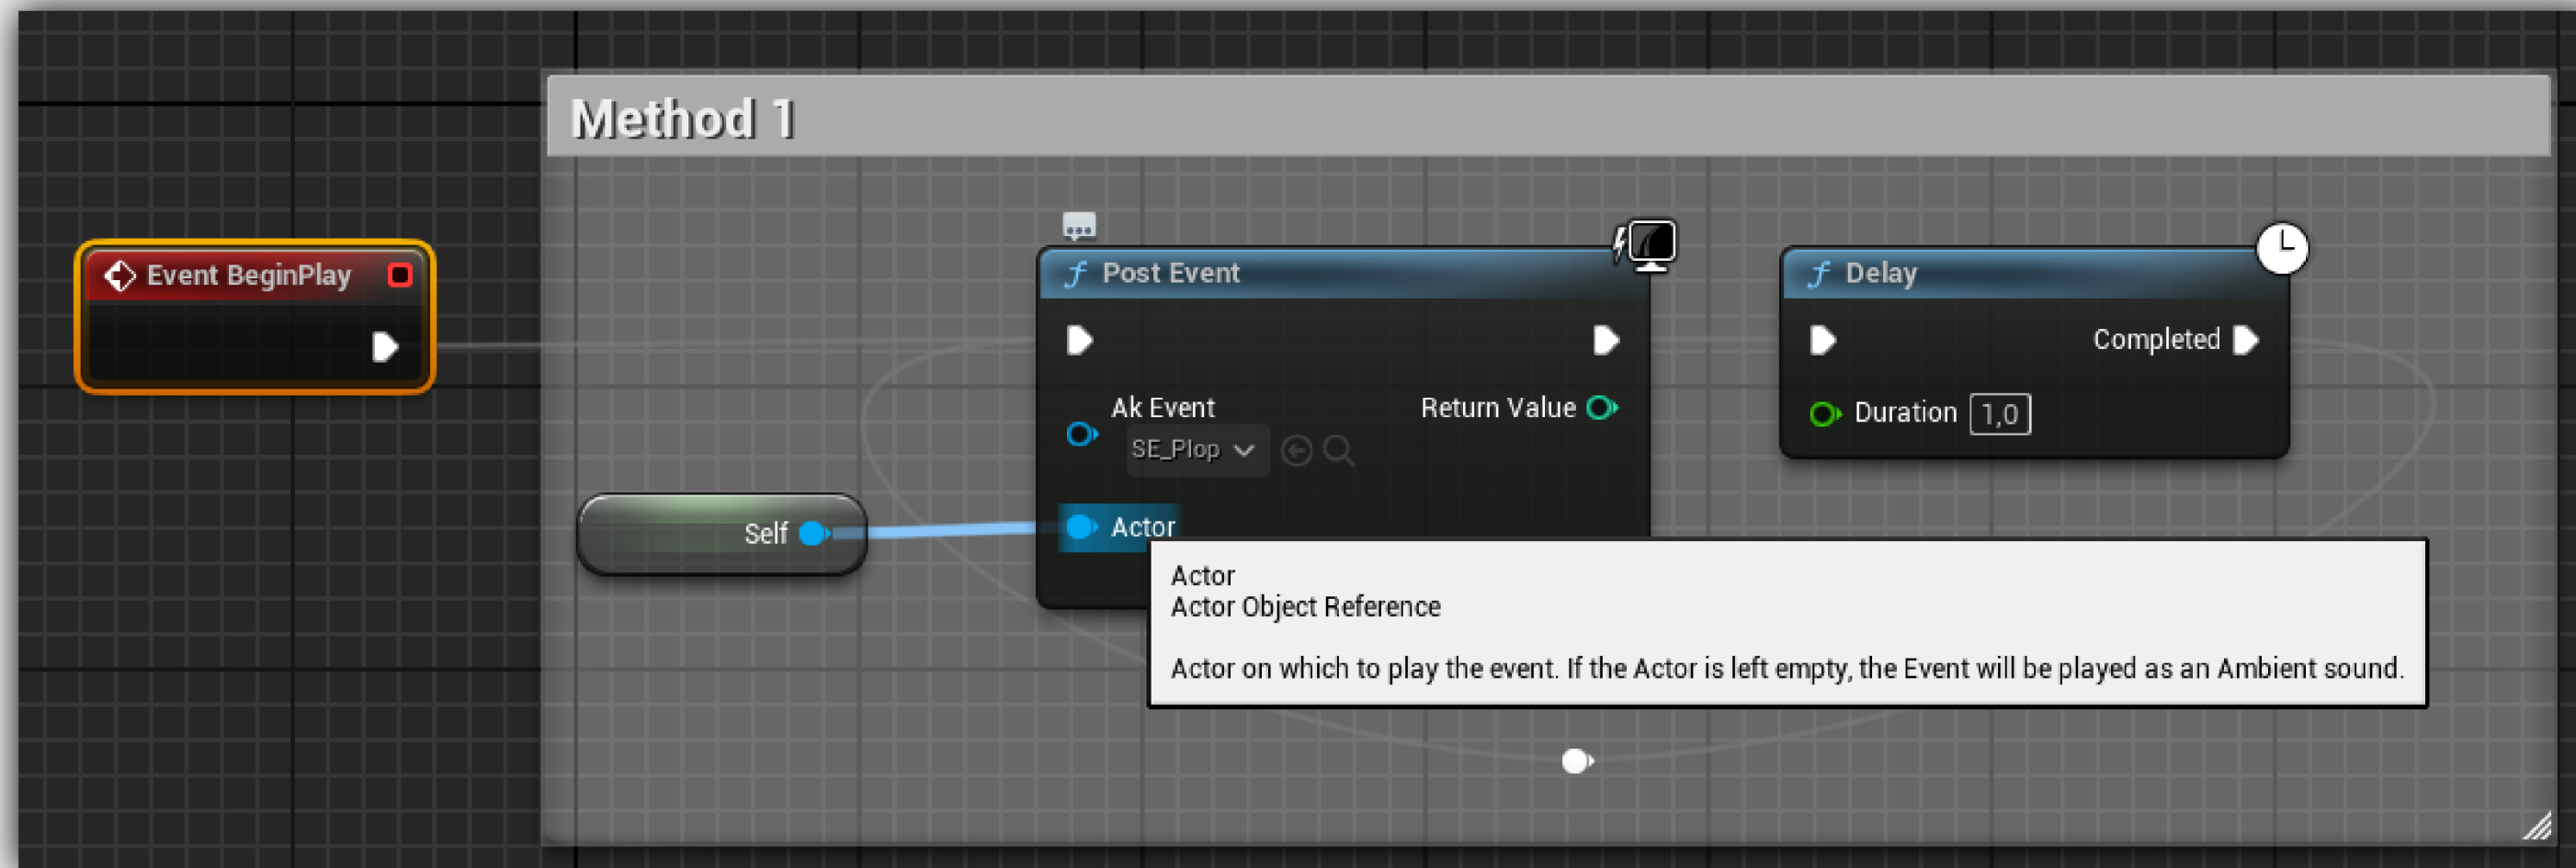 Method 1
Event BeginPlay
Post Event
Delay
Completed
Ak Event
Return Value
Duration 1,0
SE_Plop
Self
Actor
Actor
Actor Object Reference
Actor on which to play the event. If the Actor is left empty, the Event will be played as an Ambient sound.